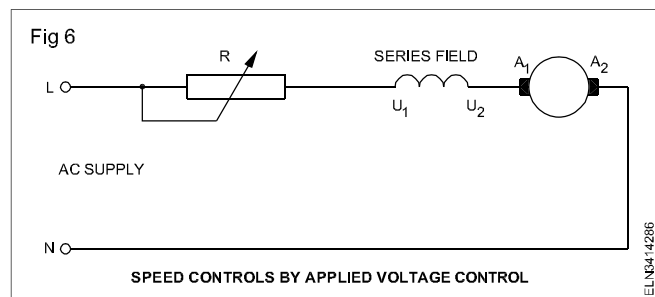 Fig 6
R
SERIES FIELD
A1
A2
L
U1
U2
AC SUPPLY
N
SPEED CONTROLS BY APPLIED VOLTAGE CONTROL
ELN3414286